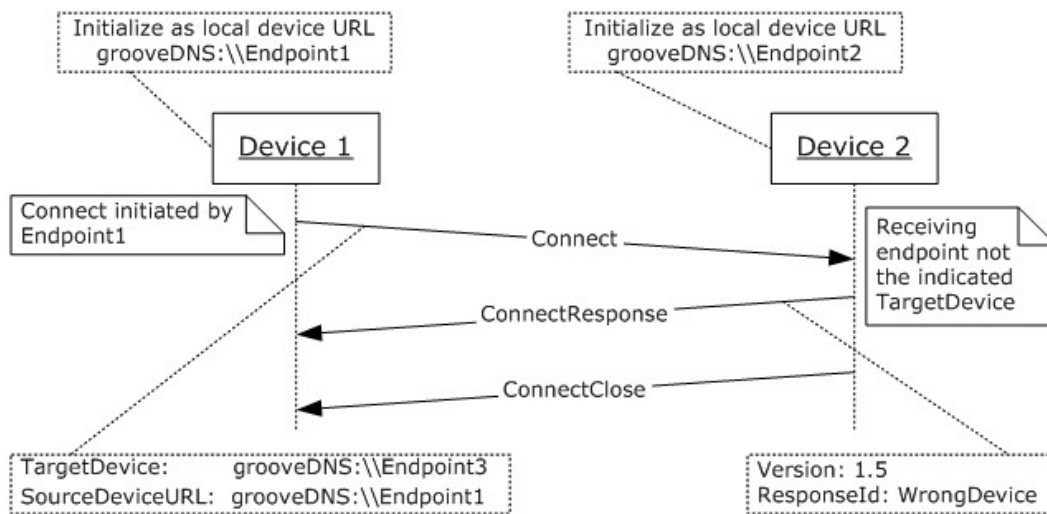 Initialize as local device URL
grooveDNS:\\Endpoint1
Initialize as local device URL
grooveDNS:\\Endpoint2
Device 1
Device 2
Connect initiated by
Endpoint1
Connect
Receiving
endpoint not
the indicated
TargetDevice
ConnectResponse
ConnectClose
TargetDevice: grooveDNS:\\Endpoint3
SourceDeviceURL: grooveDNS:\\Endpoint1
Version: 1.5
ResponseId: WrongDevice